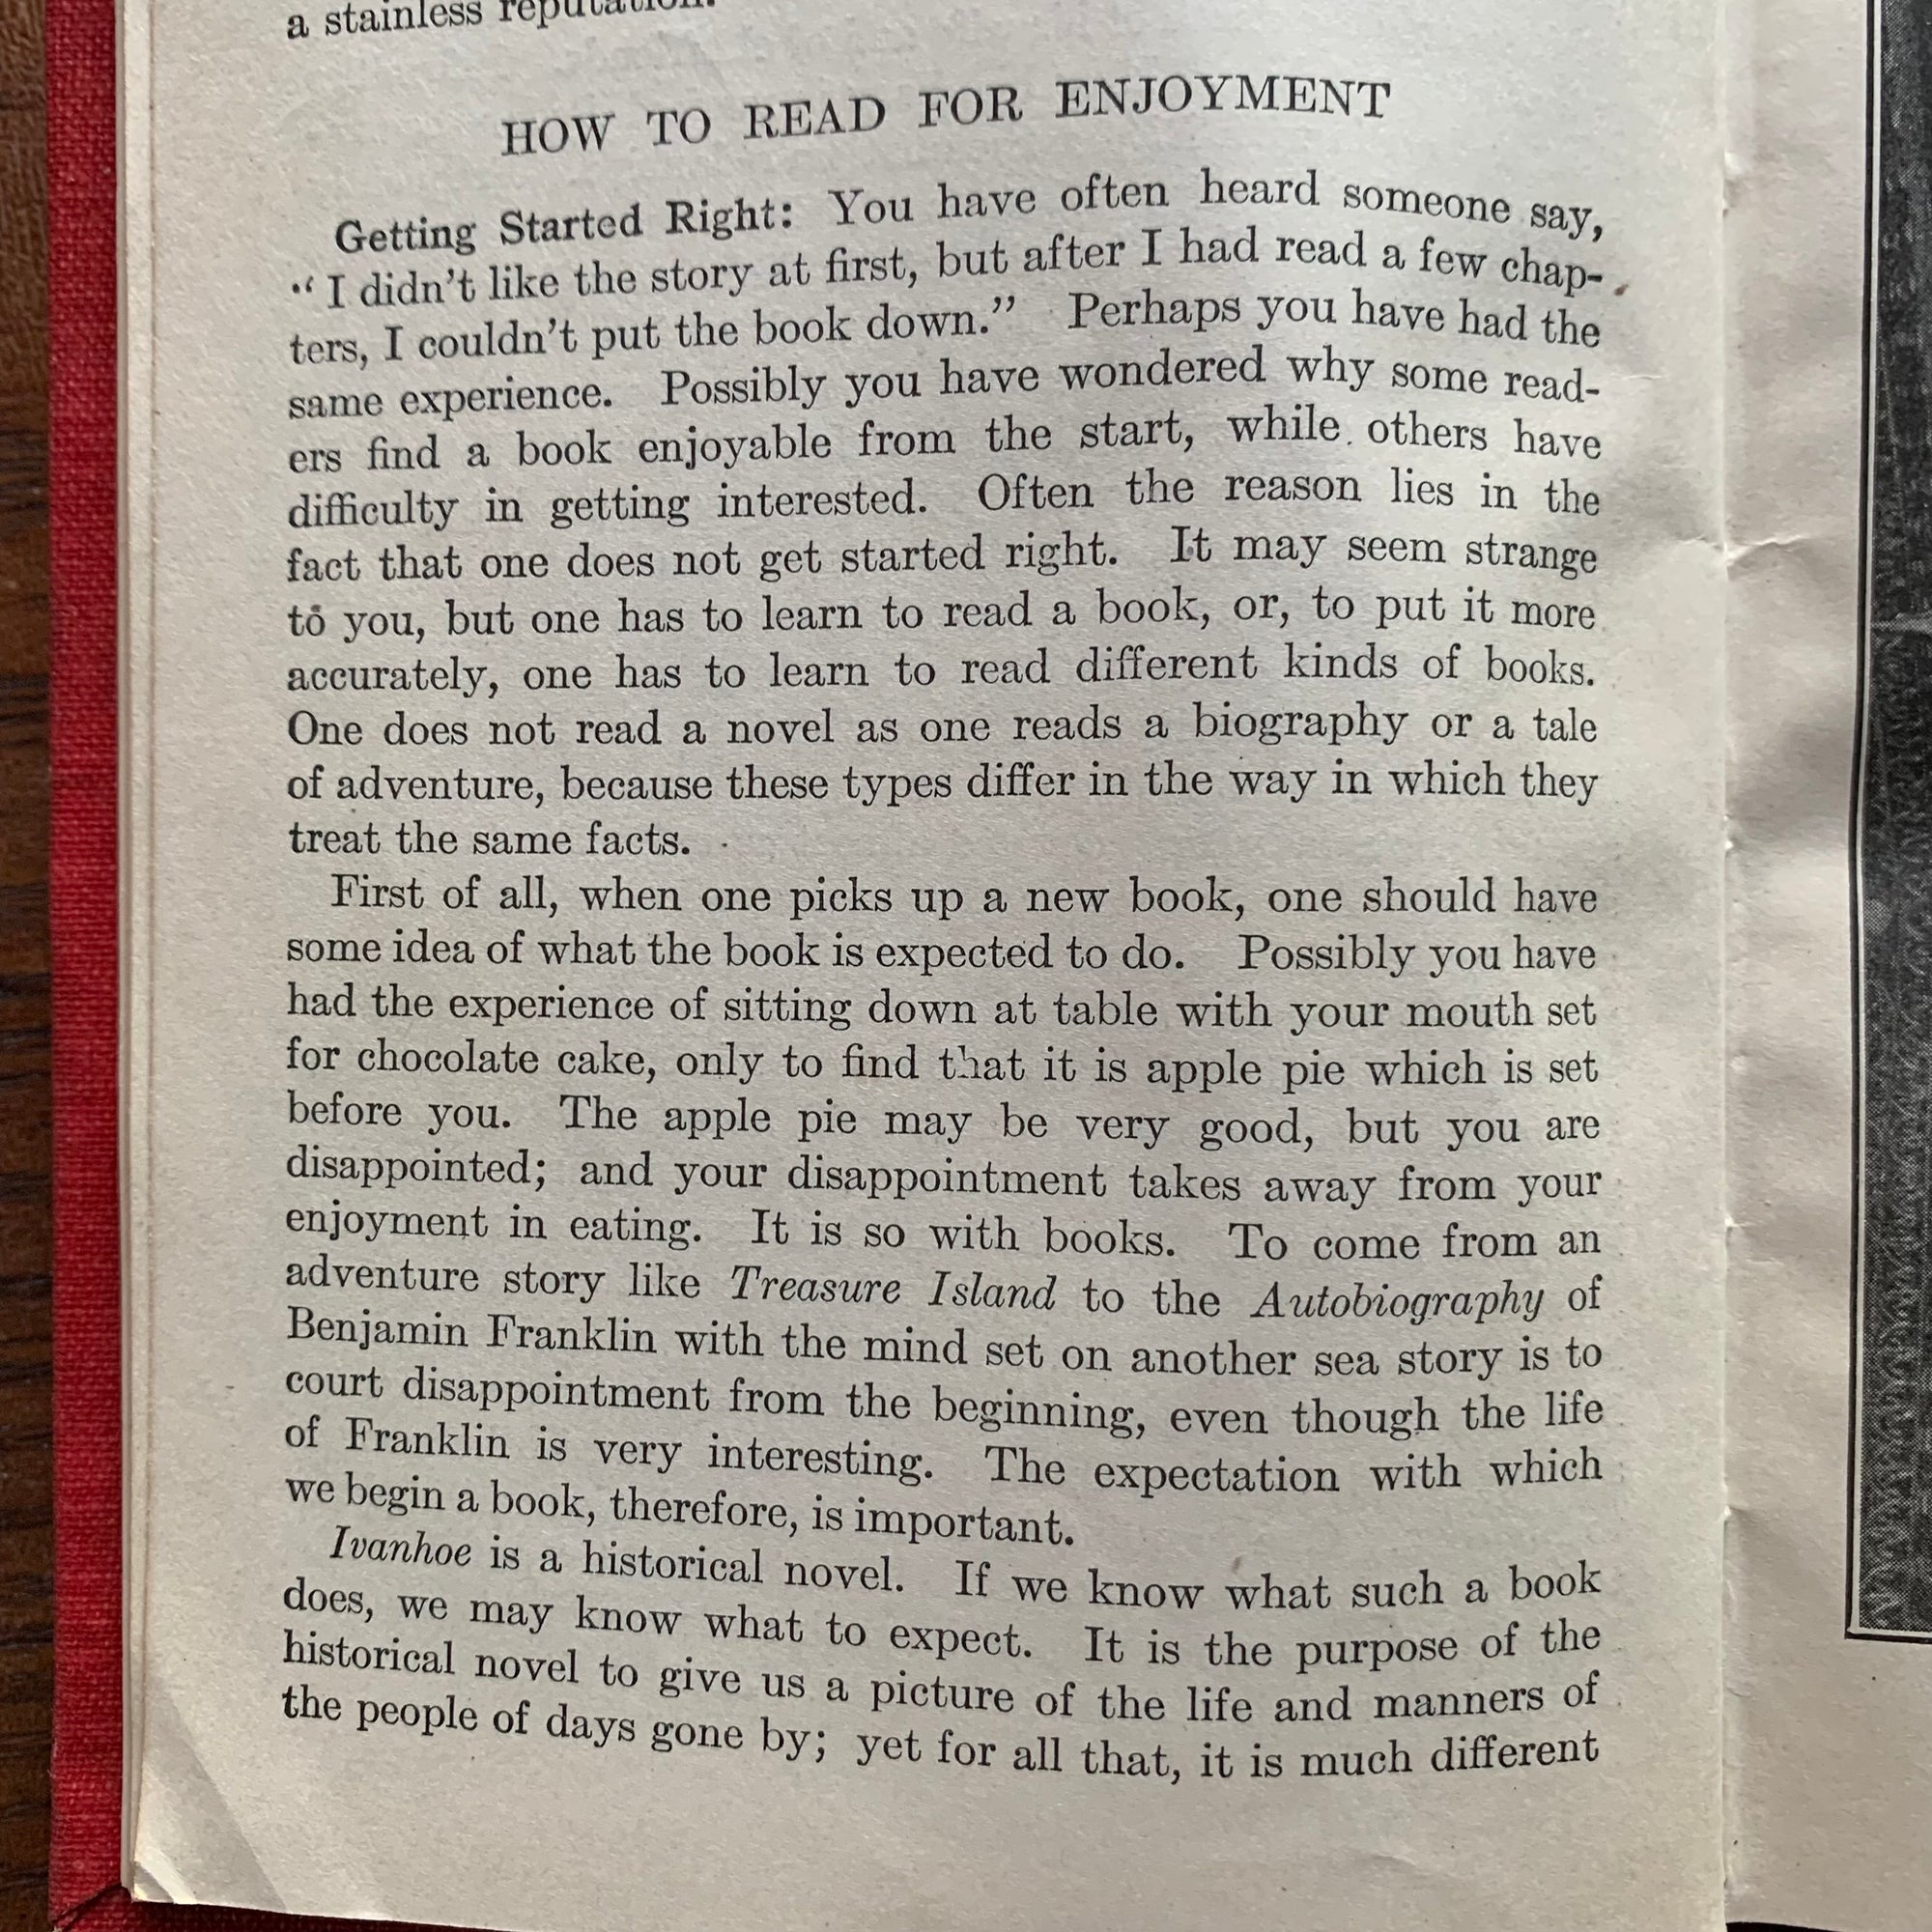 a stainless reputation.
HOW TO READ FOR ENJOYMENT
Getting Started Right: You have often heard someone say,
"I didn't like the story at first, but after I had read a few chap-
ters, I couldn't put the book down." Perhaps you have had the
same experience. Possibly you have wondered why some read-
ers find a book enjoyable from the start, while others have
difficulty in getting interested. Often the reason lies in the
fact that one does not get started right. It may seem strange
to you, but one has to learn to read a book, or, to put it more
accurately, one has to learn to read different kinds of books.
One does not read a novel as one reads a biography or a tale
of adventure, because these types differ in the way in which they
treat the same facts.
First of all, when one picks up a new book, one should have
some idea of what the book is expected to do. Possibly you have
had the experience of sitting down at table with your mouth set
for chocolate cake, only to find that it is apple pie which is set
before you. The apple pie may be very good, but you are
disappointed; and your disappointment takes away from your
enjoyment in eating. It is so with books. To come from an
adventure story like Treasure Island to the Autobiography of
Benjamin Franklin with the mind set on another sea story is to
court disappointment from the beginning, even though the life
of Franklin is very interesting. The expectation with which
we begin a book, therefore, is important.
Ivanhoe is a historical novel. If we know what such a book
does, we may know what to expect. It is the purpose of the
historical novel to give us a picture of the life and manners of
the people of days gone by; yet for all that, it is much different